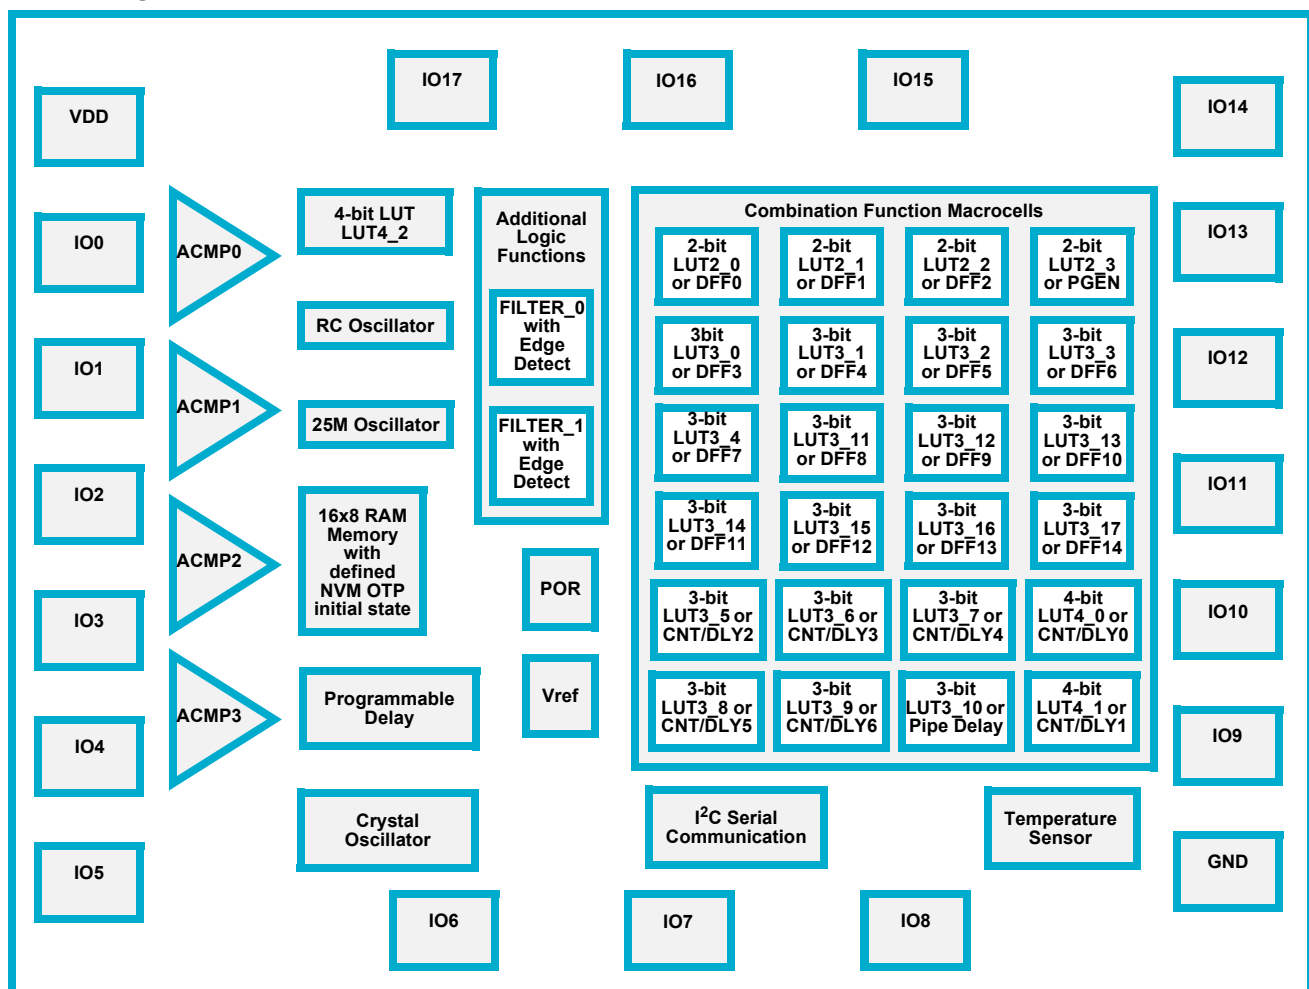 IO17
IO16
IO15
VDD
IO14
IO0
ACMP0
4-bit LUT
LUT4_2
Additional
Logic
Functions
Combination Function Macrocells
IO13
2-bit
LUT2_0
or DFF0
2-bit
LUT2_1
or DFF1
2-bit
LUT2_2
or DFF2
2-bit
LUT2_3
or PGEN
RC Oscillator
FILTER_0
with
Edge
Detect
3bit
LUT3_0
or DFF3
3-bit
LUT3_1
or DFF4
3-bit
LUT3_2
or DFF5
3-bit
LUT3_3
or DFF6
IO12
IO1
ACMP1
25M Oscillator
FILTER_1
with
Edge
Detect
3-bit
LUT3_4
or DFF7
3-bit
LUT3_11
or DFF8
3-bit
LUT3_12
or DFF9
3-bit
LUT3_13
or DFF10
IO11
IO2
ACMP2
16x8 RAM
Memory
with
defined
NVM OTP
initial state
3-bit
LUT3_14
or DFF11
3-bit
LUT3_15
or DFF12
3-bit
LUT3_16
or DFF13
3-bit
LUT3_17
or DFF14
POR
IO3
3-bit
LUT3_5 or
CNT/DLY2
3-bit
LUT3_6 or
CNT/DLY3
3-bit
LUT3_7 or
CNT/DLY4
4-bit
LUT4_0 or
CNT/DLY0
IO10
ACMP3
Programmable
Delay
Vref
3-bit
LUT3_8 or
CNT/DLY5
3-bit
LUT3_9 or
CNT/DLY6
3-bit
LUT3_10 or
Pipe Delay
4-bit
LUT4_1 or
CNT/DLY1
IO9
IO4
Crystal
Oscillator
I²C Serial
Communication
Temperature
Sensor
IO5
GND
IO6
IO7
IO8